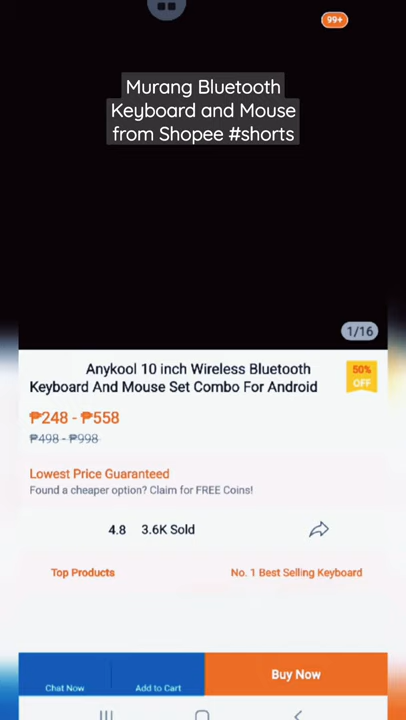 99+
Murang Bluetooth
Keyboard and Mouse
from Shopee #shorts
1/16
Anykool 10 inch Wireless Bluetooth
Keyboard And Mouse Set Combo For Android
50%
OFF
₱248 - ₱558
₱498 - ₱998
Lowest Price Guaranteed
Found a cheaper option? Claim for FREE Coins!
4.8 3.6K Sold
Top Products No. 1 Best Selling Keyboard
Chat Now Add to Cart Buy Now